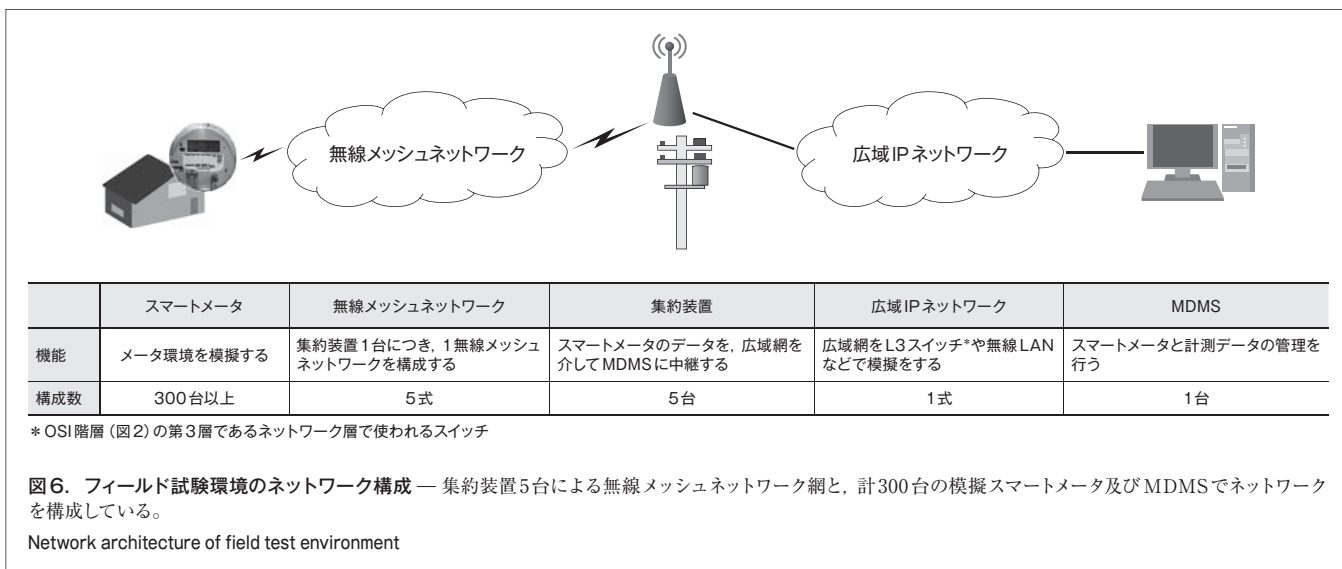 無線メッシュネットワーク
広域IPネットワーク
スマートメータ 無線メッシュネットワーク 集約装置 広域IPネットワーク MDMS
機能 メータ環境を模擬する 集約装置1台につき，1無線メッシュネットワークを構成する スマートメータのデータを，広域網を介してMDMSに中継する 広域網をL3スイッチ*や無線LANなどで模擬をする スマートメータと計測データの管理を行う
構成数 300台以上 5式 5台 1式 1台
＊OSI階層（図2）の第3層であるネットワーク層で使われるスイッチ
図6．フィールド試験環境のネットワーク構成 — 集約装置5台による無線メッシュネットワーク網と，計300台の模擬スマートメータ及びMDMSでネットワーク
を構成している。
Network architecture of field test environment